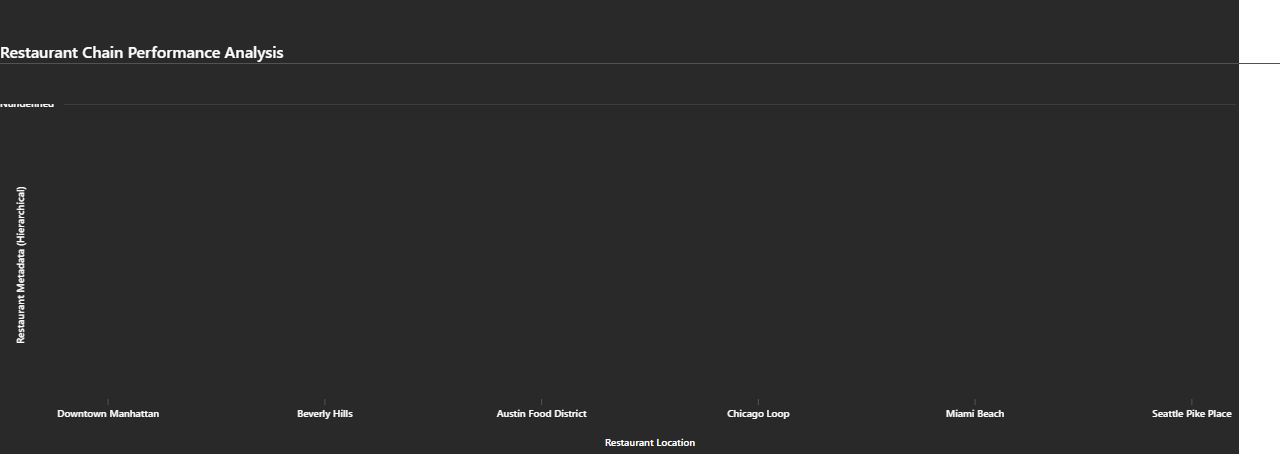 Restaurant Chain Performance Analysis
Nundefined
Restaurant Metadata (Hierarchical)
Downtown Manhattan
Beverly Hills
Austin Food District
Chicago Loop
Miami Beach
Seattle Pike Place
Restaurant Location